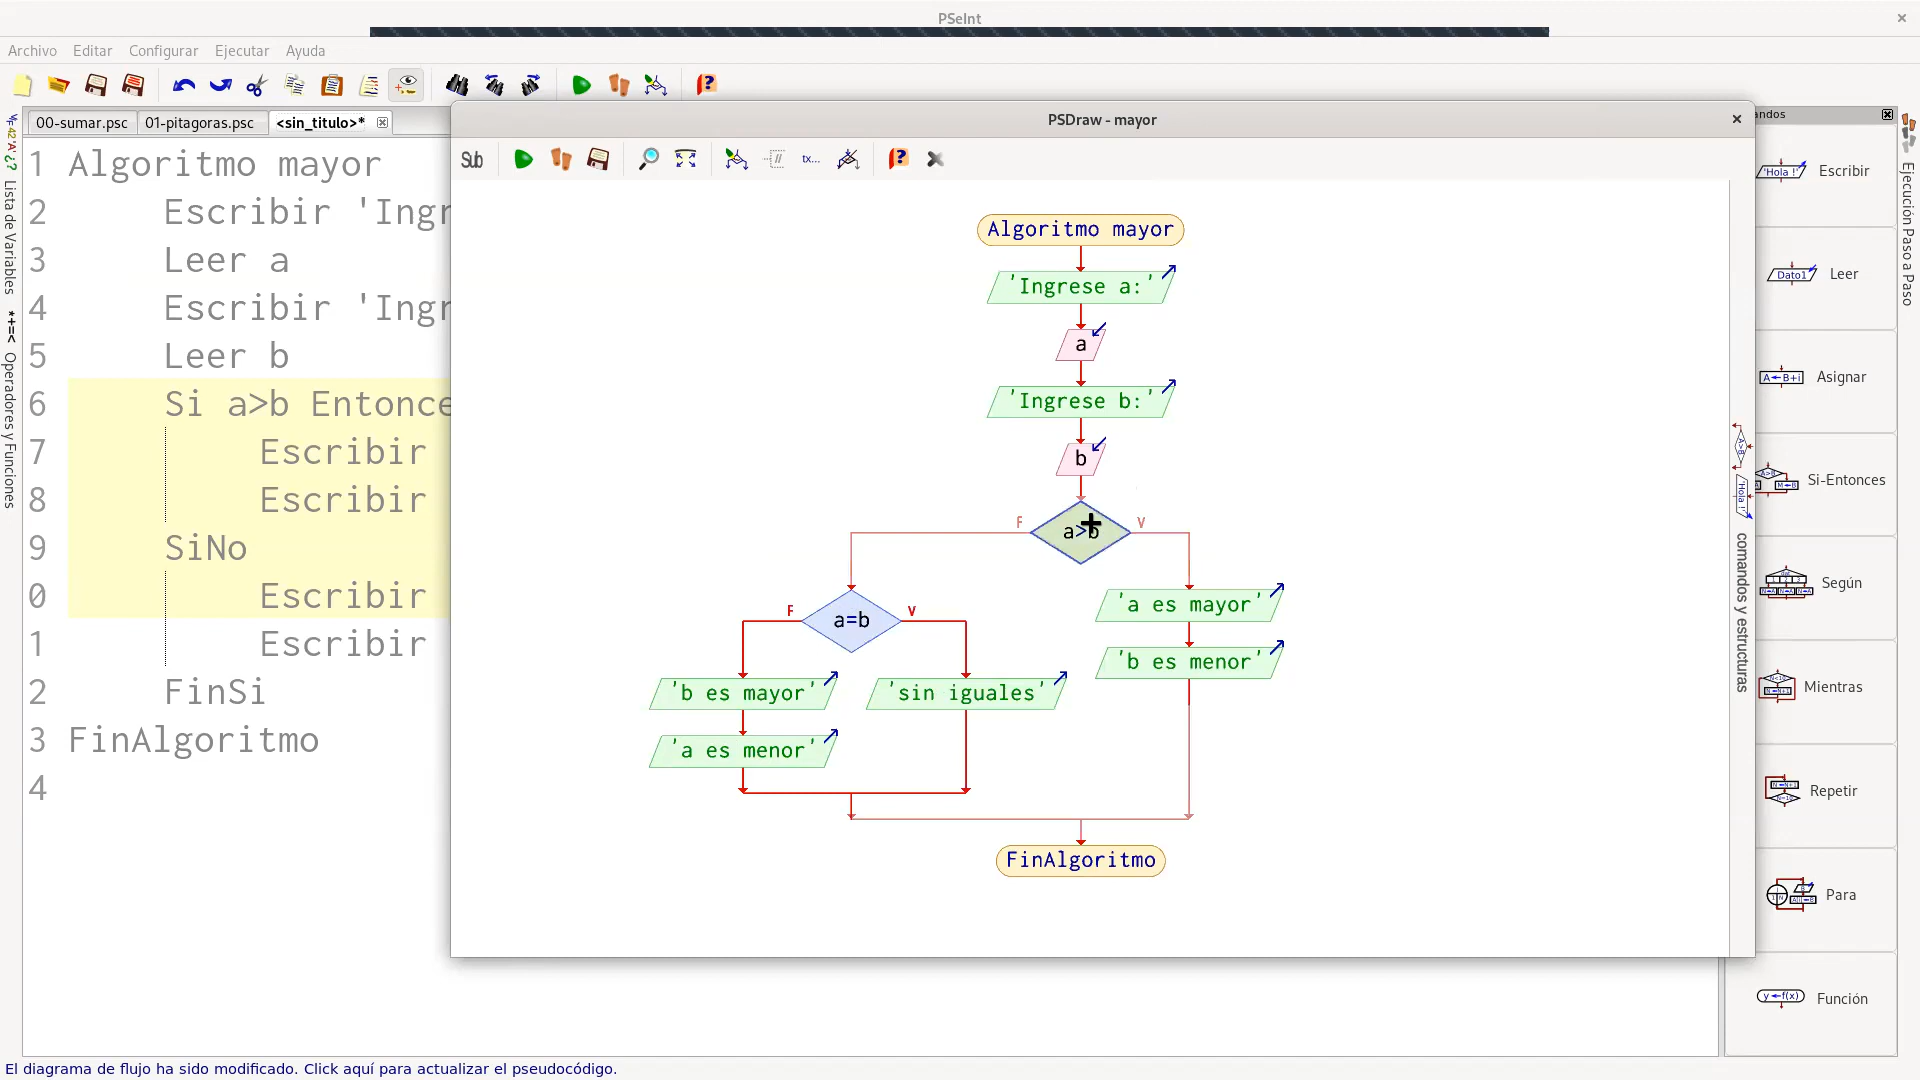 PSeInt
Archivo Editar Configurar Ejecutar Ayuda
00-sumar.psc 01-pitagoras.psc <sin_titulo>*
1 Algoritmo mayor
2 Escribir 'Ingr
3 Leer a
4 Escribir 'Ingr
5 Leer b
6 Si a>b Entonce
7 Escribir
8 Escribir
9 SiNo
0 Escribir
1 Escribir
2 FinSi
3 FinAlgoritmo
4
Lista de Variables
Operadores y Funciones
PSDraw - mayor
Sub
tx...
Algoritmo mayor
'Ingrese a:'
a
'Ingrese b:'
b
F a>b V
F a=b V
'a es mayor'
'b es menor'
'b es mayor' 'sin iguales'
'a es menor'
FinAlgoritmo
comandos y estructuras
andos
'Hola !' Escribir
Dato1 Leer
A←B+i Asignar
Si-Entonces
Según
Mientras
Repetir
Para
y←f(x) Función
Ejecución Paso a Paso
El diagrama de flujo ha sido modificado. Click aquí para actualizar el pseudocódigo.